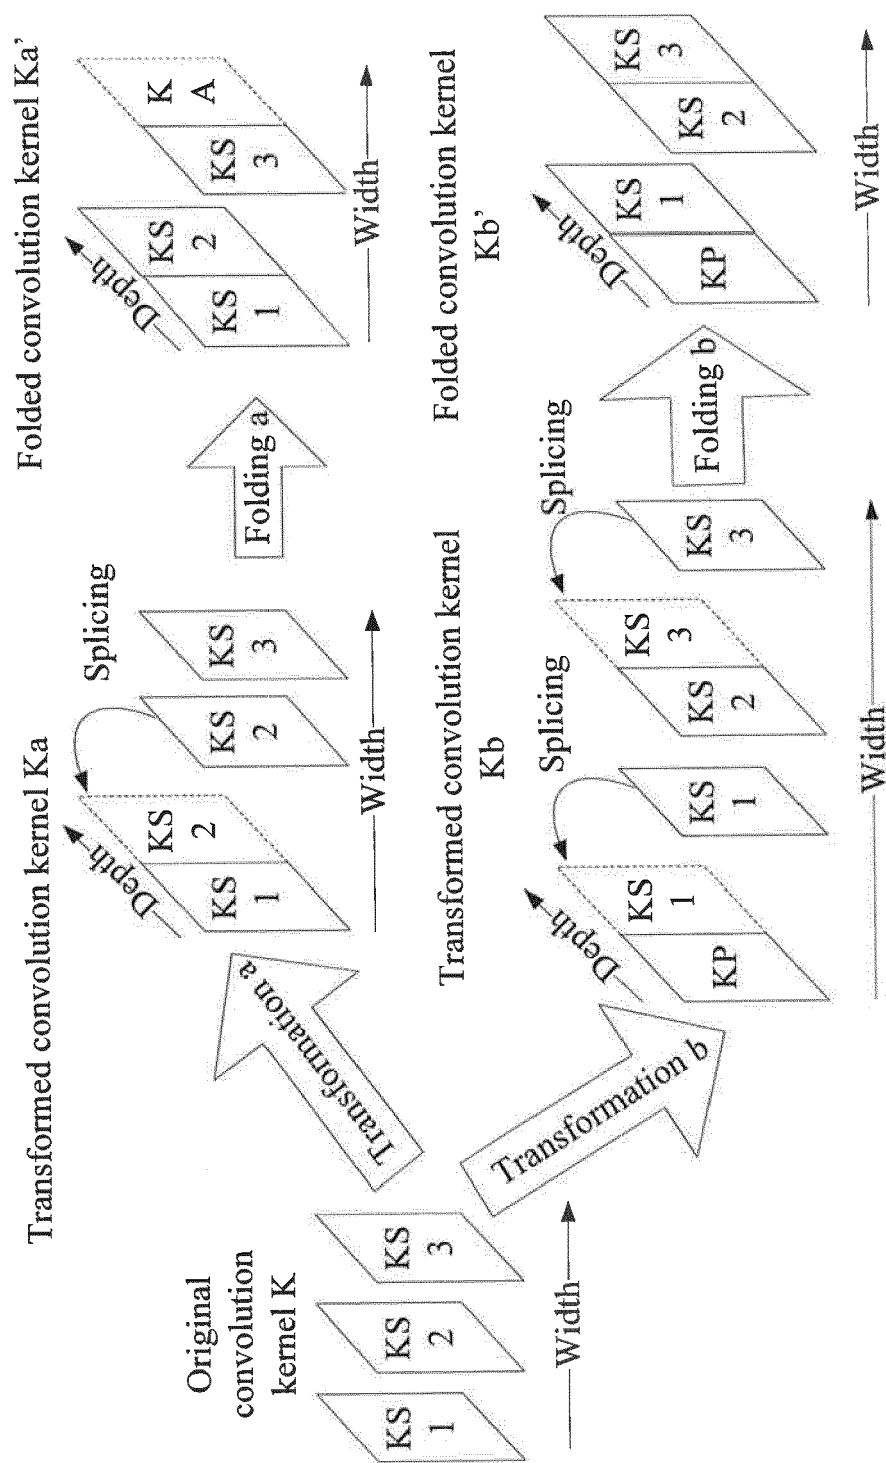 Original
convolution
kernel K
KS
1
KS
2
KS
3
Width
Transformation a
Transformation b
Transformed convolution kernel Ka
Depth
KS
1
KS
2
Splicing
KS
2
KS
3
Width
Folding a
Folded convolution kernel Ka’
Depth
KS
1
KS
2
KS
3
K
A
Width
Transformed convolution kernel
Kb
Depth
KP
KS
1
Splicing
KS
1
KS
2
KS
3
Splicing
KS
3
Width
Folding b
Folded convolution kernel
Kb’
Depth
KP
KS
1
KS
2
KS
3
Width